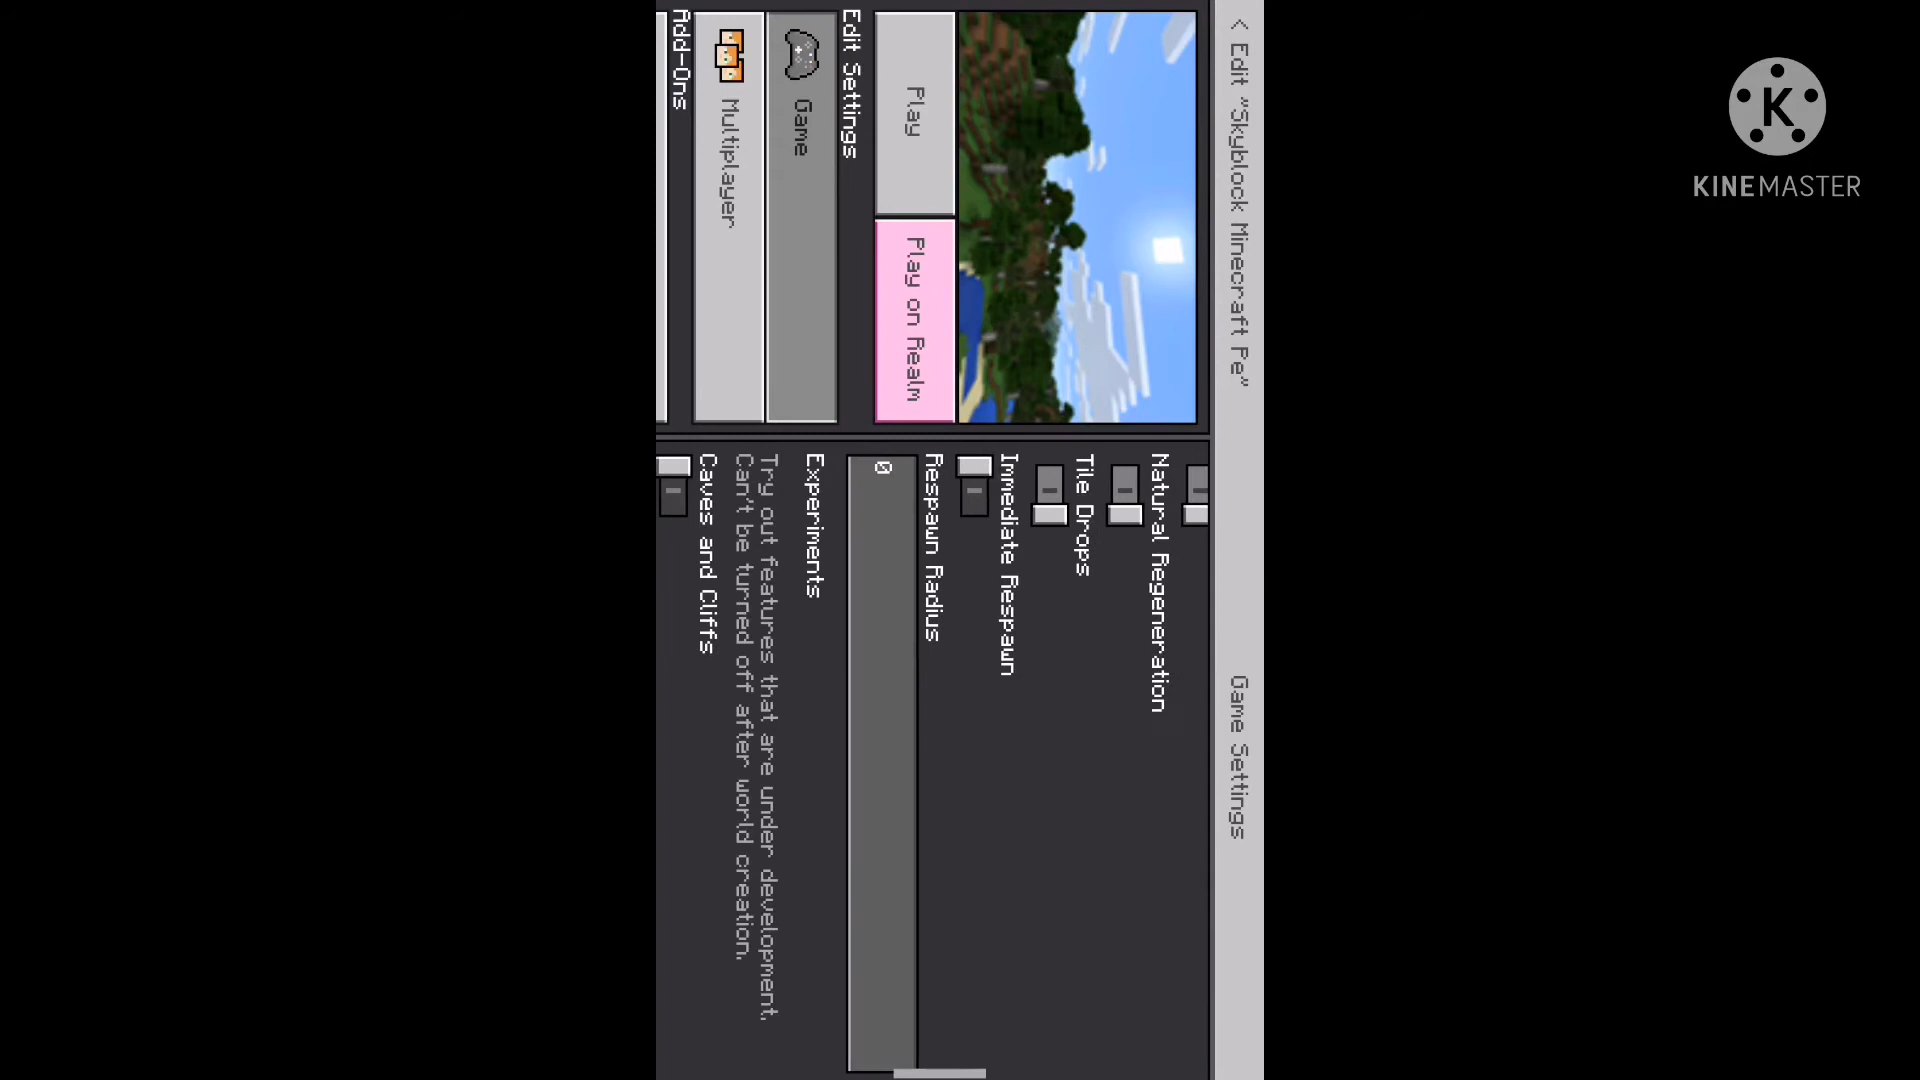 < Edit "Skyblock Minecraft Pe"
Game Settings
Play
Play on Realm
Edit Settings
Game
Multiplayer
Add-Ons
Natural Regeneration
Tile Drops
Immediate Respawn
Respawn Radius
0
Experiments
Try out features that are under development.
Can't be turned off after world creation.
Caves and Cliffs
K
KINEMASTER